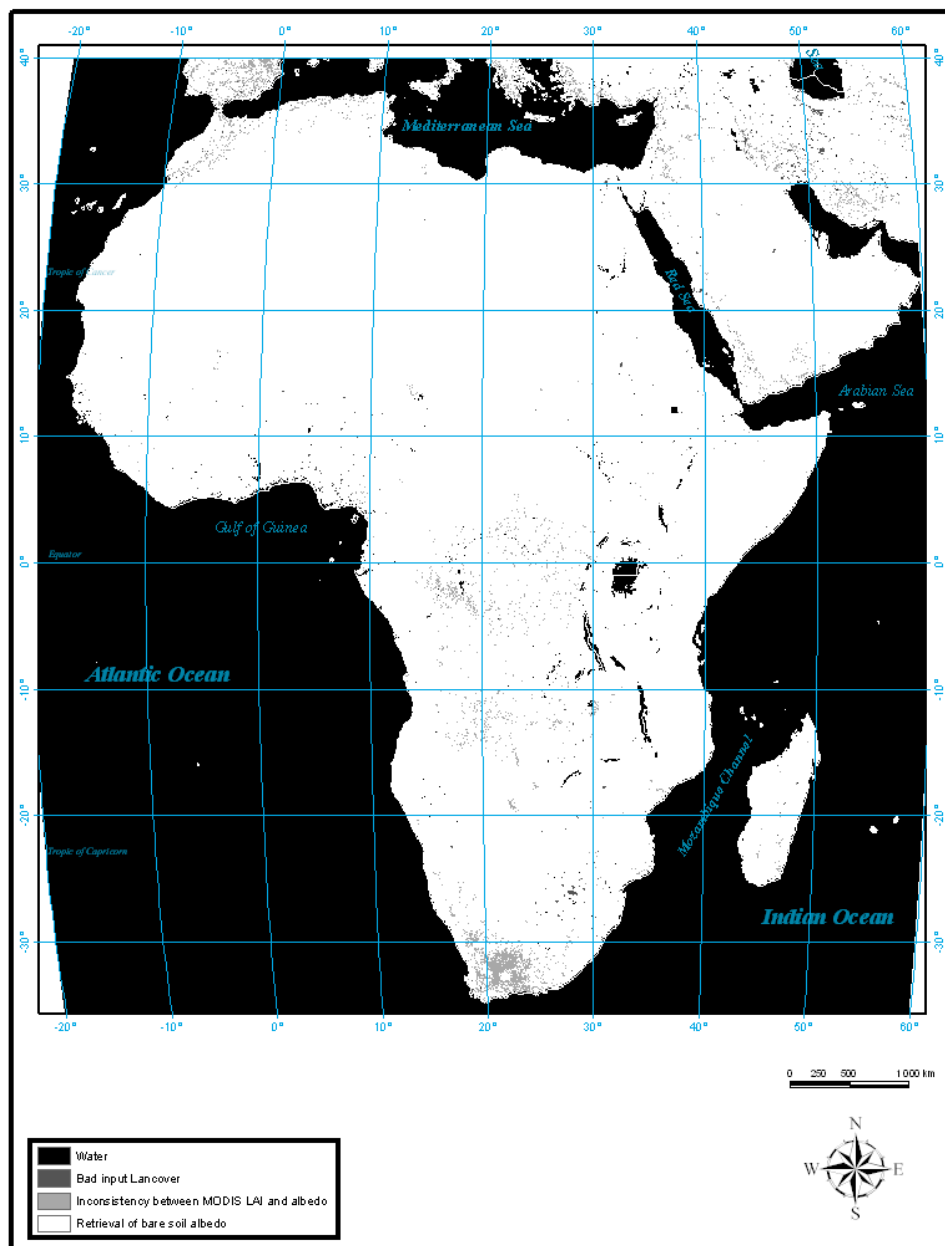 -20° -10° 0° 10° 20° 30° 40° 50° 60°
40° 40°
Sea
Mediterranean Sea
30° 30°
Tropic of Cancer
Red Sea
20° 20°
Arabian Sea
10° 10°
Gulf of Guinea
Equator
0° 0°
Atlantic Ocean
-10° -10°
Mozambique Channel
-20° -20°
Tropic of Capricorn
Indian Ocean
-30° -30°
-20° -10° 0° 10° 20° 30° 40° 50° 60°
0 250 500 1 000 km
N
W E
S
Water
Bad input Lancover
Inconsistency between MODIS LAI and albedo
Retrieval of bare soil albedo